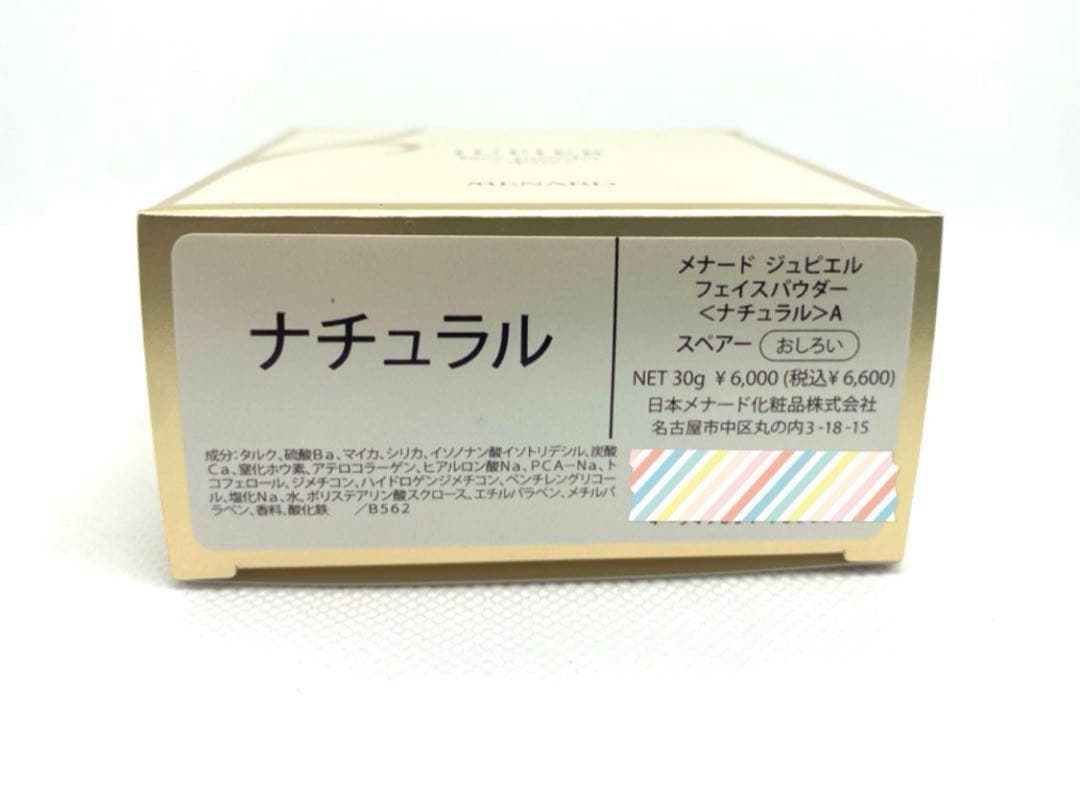 MENARD
ナチュラル
メナード ジュピエル
フェイスパウダー
<ナチュラル>A
スペアー おしろい
NET 30g ¥6,000 (税込¥6,600)
日本メナード化粧品株式会社
名古屋市中区丸の内3-18-15
成分:タルク、硫酸Ba、マイカ、シリカ、イソノナン酸イソトリデシル、炭酸
Ca、窒化ホウ素、アテロコラーゲン、ヒアルロン酸Na、PCA-Na、ト
コフェロール、ジメチコン、ハイドロゲンジメチコン、ペンチレングリコー
ル、塩化Na、水、ポリステアリン酸スクロース、エチルパラベン、メチルパ
ラベン、香料、酸化鉄 /B562